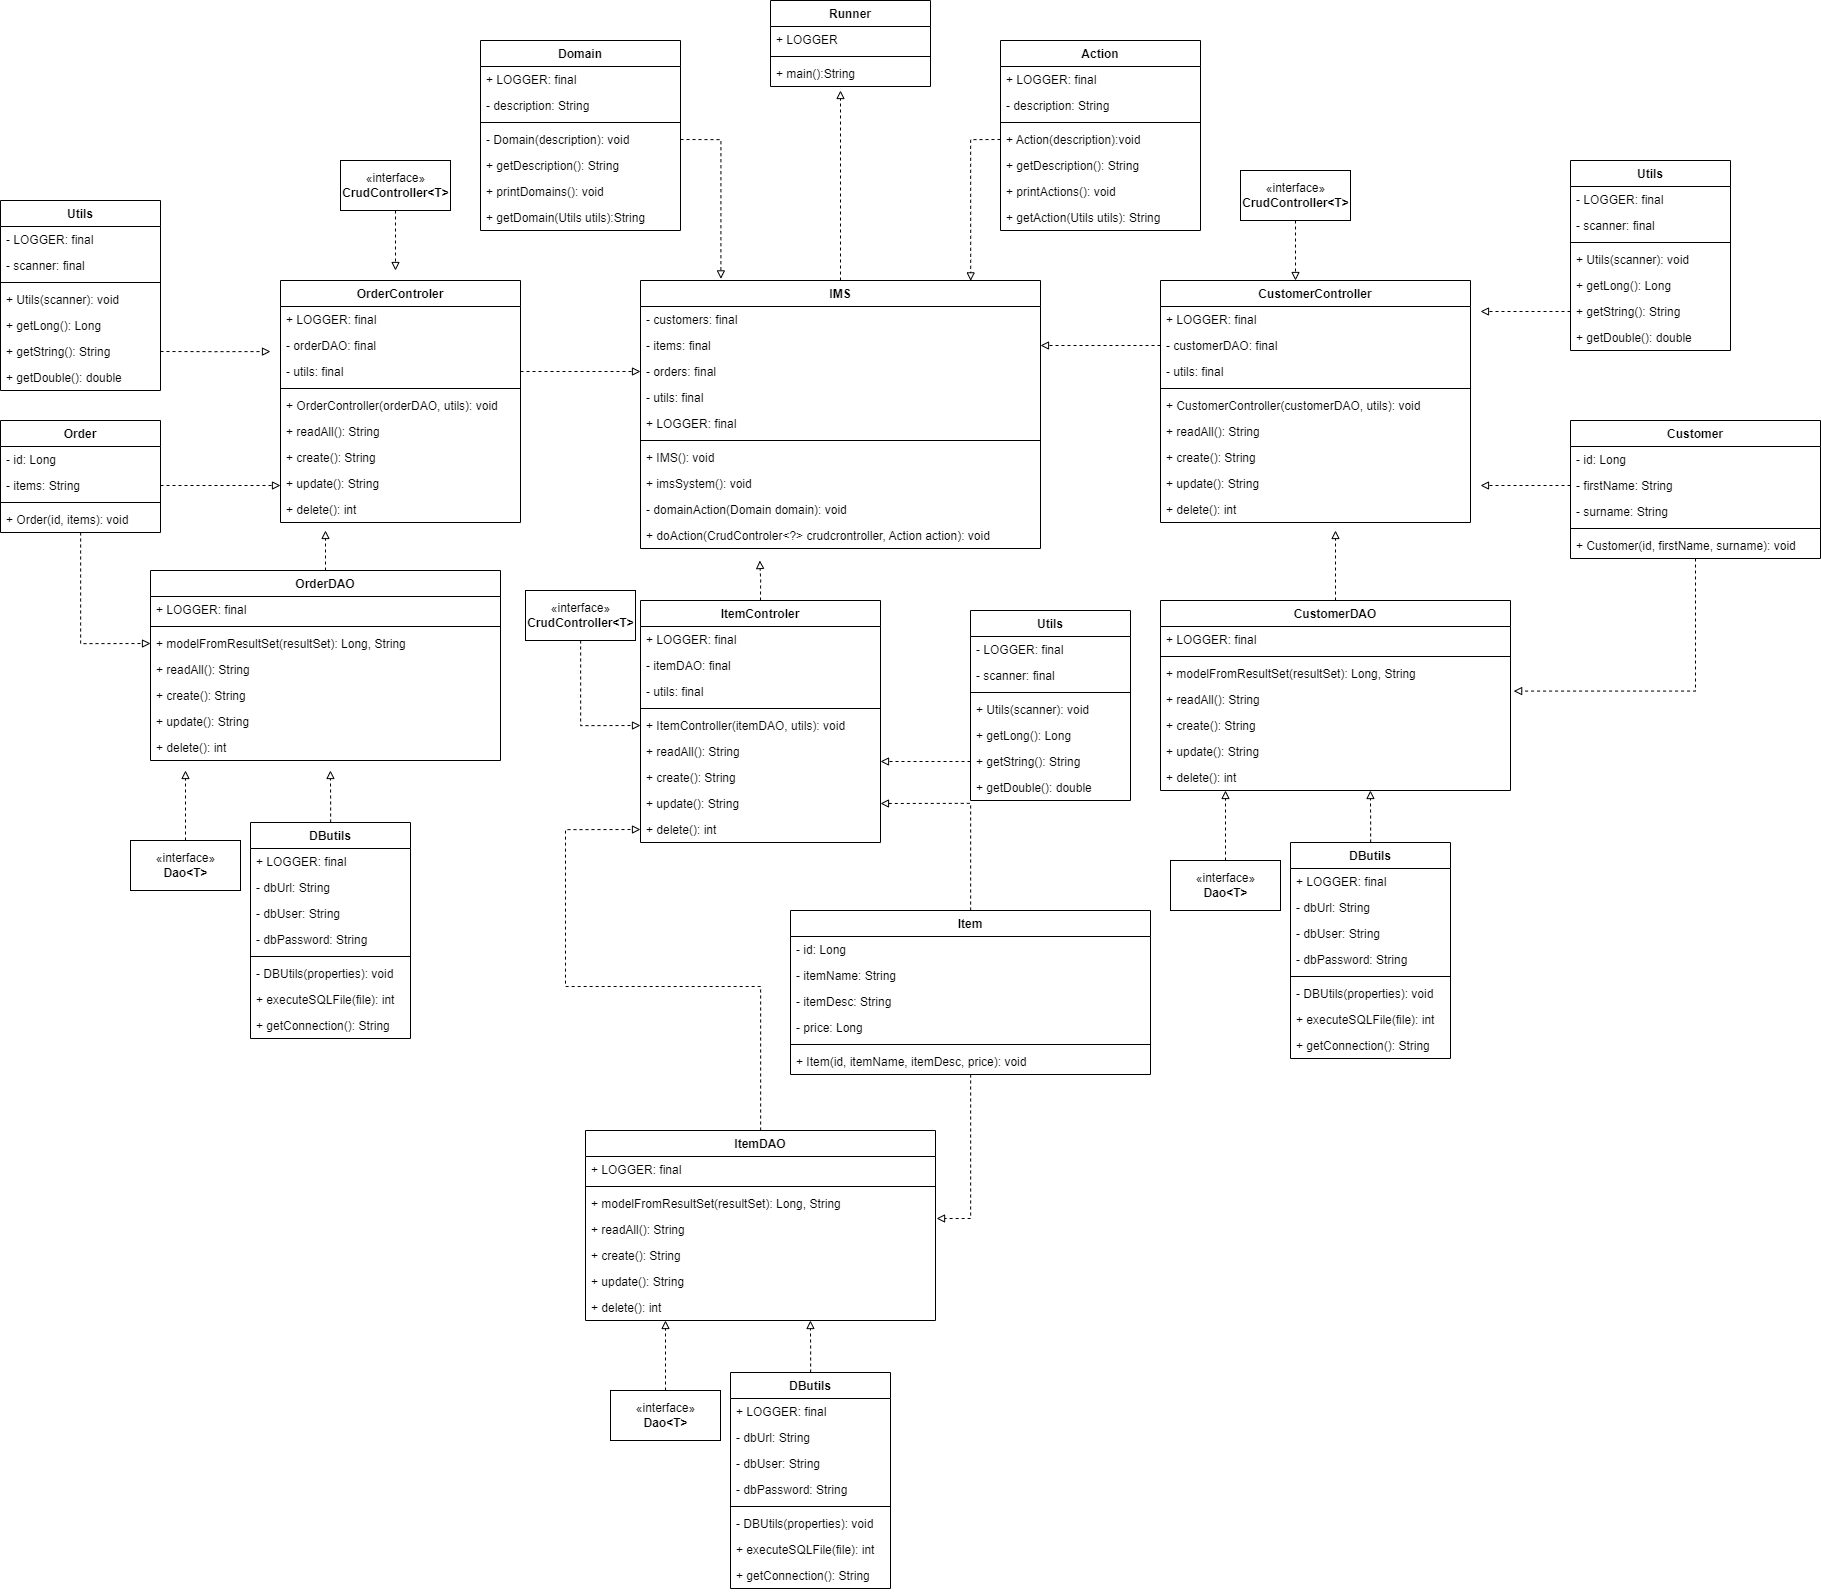 Runner
+ LOGGER
+ main():String
Domain
+ LOGGER: final
- description: String
- Domain(description): void
+ getDescription(): String
+ printDomains(): void
+ getDomain(Utils utils):String
Action
+ LOGGER: final
- description: String
+ Action(description):void
+ getDescription(): String
+ printActions(): void
+ getAction(Utils utils): String
«interface»
CrudController<T>
«interface»
CrudController<T>
Utils
- LOGGER: final
- scanner: final
+ Utils(scanner): void
+ getLong(): Long
+ getString(): String
+ getDouble(): double
Utils
- LOGGER: final
- scanner: final
+ Utils(scanner): void
+ getLong(): Long
+ getString(): String
+ getDouble(): double
OrderControler
+ LOGGER: final
- orderDAO: final
- utils: final
+ OrderController(orderDAO, utils): void
+ readAll(): String
+ create(): String
+ update(): String
+ delete(): int
IMS
- customers: final
- items: final
- orders: final
- utils: final
+ LOGGER: final
+ IMS(): void
+ imsSystem(): void
- domainAction(Domain domain): void
+ doAction(CrudControler<?> crudcrontroller, Action action): void
CustomerController
+ LOGGER: final
- customerDAO: final
- utils: final
+ CustomerController(customerDAO, utils): void
+ readAll(): String
+ create(): String
+ update(): String
+ delete(): int
Order
- id: Long
- items: String
+ Order(id, items): void
Customer
- id: Long
- firstName: String
- surname: String
+ Customer(id, firstName, surname): void
OrderDAO
+ LOGGER: final
+ modelFromResultSet(resultSet): Long, String
+ readAll(): String
+ create(): String
+ update(): String
+ delete(): int
«interface»
CrudController<T>
ItemControler
+ LOGGER: final
- itemDAO: final
- utils: final
+ ItemController(itemDAO, utils): void
+ readAll(): String
+ create(): String
+ update(): String
+ delete(): int
Utils
- LOGGER: final
- scanner: final
+ Utils(scanner): void
+ getLong(): Long
+ getString(): String
+ getDouble(): double
CustomerDAO
+ LOGGER: final
+ modelFromResultSet(resultSet): Long, String
+ readAll(): String
+ create(): String
+ update(): String
+ delete(): int
«interface»
Dao<T>
DButils
+ LOGGER: final
- dbUrl: String
- dbUser: String
- dbPassword: String
- DBUtils(properties): void
+ executeSQLFile(file): int
+ getConnection(): String
«interface»
Dao<T>
DButils
+ LOGGER: final
- dbUrl: String
- dbUser: String
- dbPassword: String
- DBUtils(properties): void
+ executeSQLFile(file): int
+ getConnection(): String
Item
- id: Long
- itemName: String
- itemDesc: String
- price: Long
+ Item(id, itemName, itemDesc, price): void
ItemDAO
+ LOGGER: final
+ modelFromResultSet(resultSet): Long, String
+ readAll(): String
+ create(): String
+ update(): String
+ delete(): int
«interface»
Dao<T>
DButils
+ LOGGER: final
- dbUrl: String
- dbUser: String
- dbPassword: String
- DBUtils(properties): void
+ executeSQLFile(file): int
+ getConnection(): String